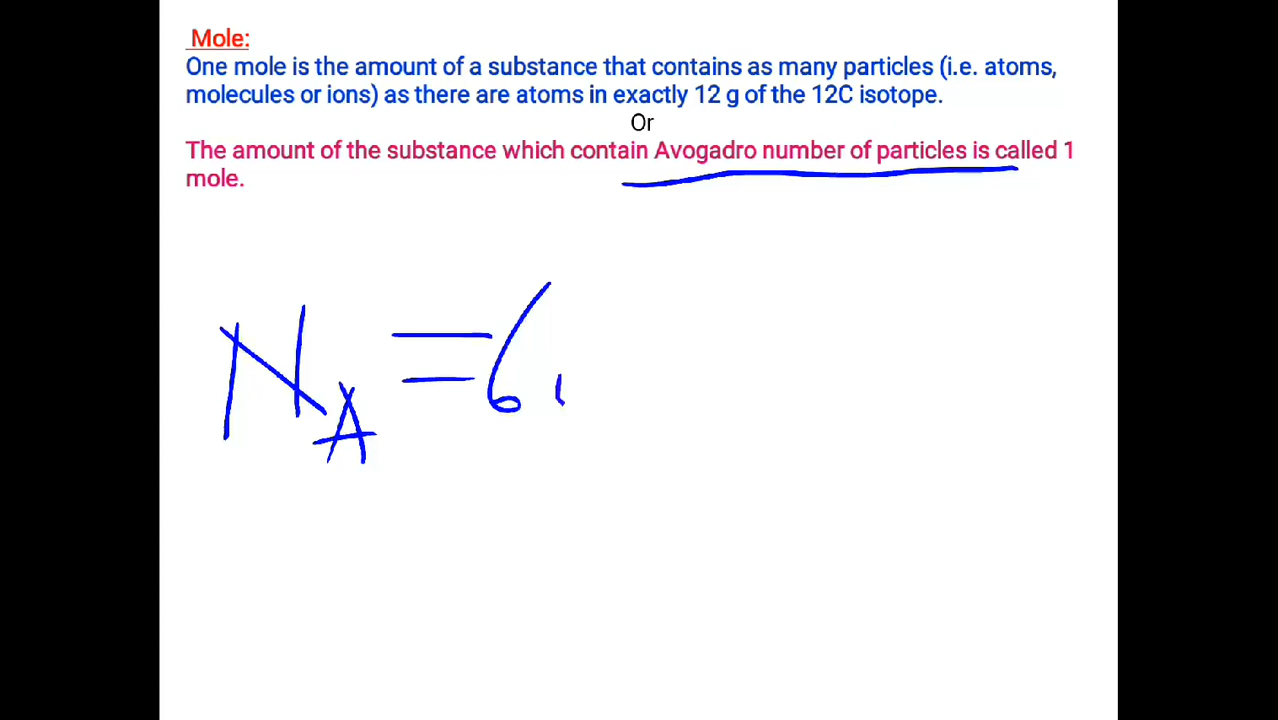 Mole:
One mole is the amount of a substance that contains as many particles (i.e. atoms,
molecules or ions) as there are atoms in exactly 12 g of the 12C isotope.
Or
The amount of the substance which contain Avogadro number of particles is called 1
mole.
N_A = 6.